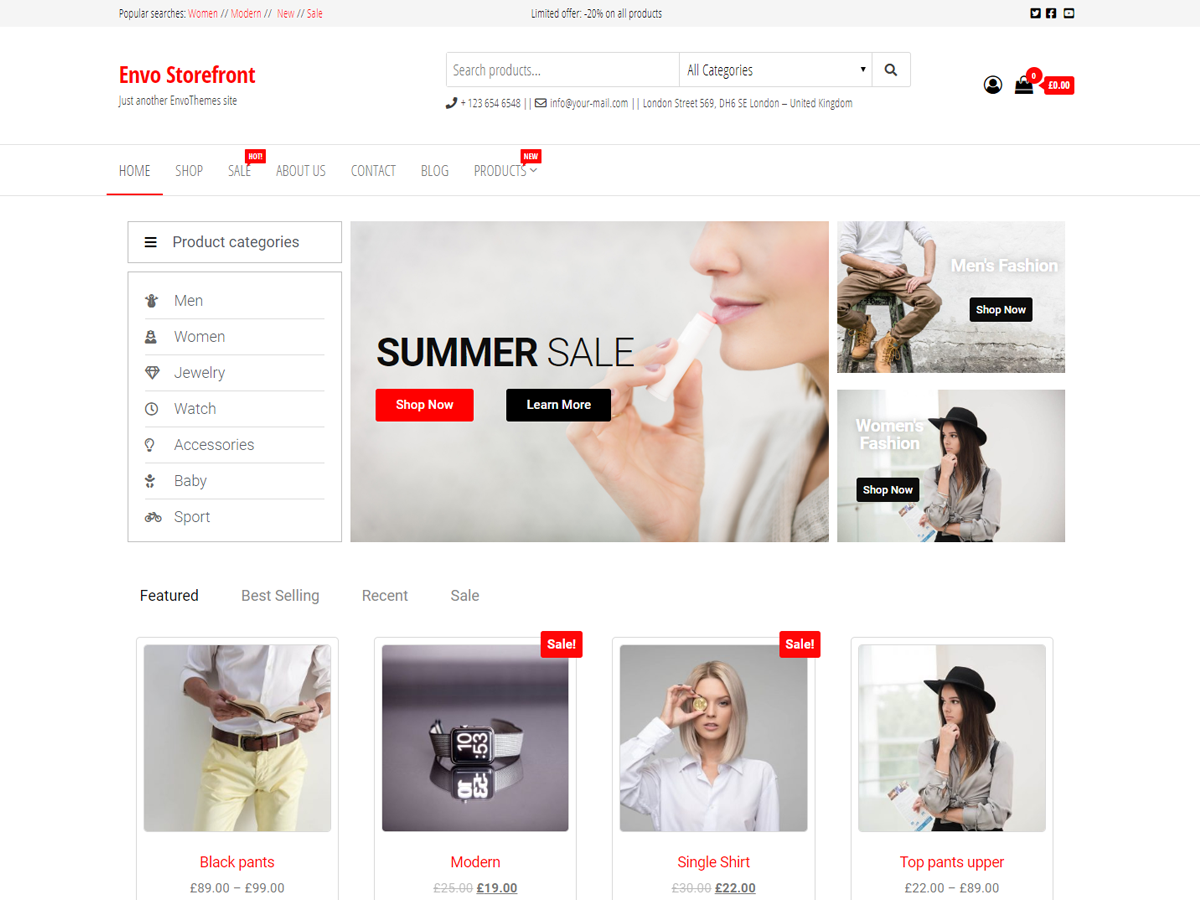 Popular searches: Women // Modern // New // Sale
Limited offer: -20% on all products
Envo Storefront
Just another EnvoThemes site
Search products...
All Categories
+ 123 654 6548 || info@your-mail.com || London Street 569, DH6 SE London – United Kingdom
0
£0.00
HOME
SHOP
SALE
HOT!
ABOUT US
CONTACT
BLOG
PRODUCTS
NEW
Product categories
Men
Women
Jewelry
Watch
Accessories
Baby
Sport
SUMMER SALE
Shop Now
Learn More
Men's Fashion
Shop Now
Women's
Fashion
Shop Now
Featured
Best Selling
Recent
Sale
Sale!
Sale!
10:53
Black pants
£89.00 – £99.00
Modern
£25.00 £19.00
Single Shirt
£30.00 £22.00
Top pants upper
£22.00 – £89.00